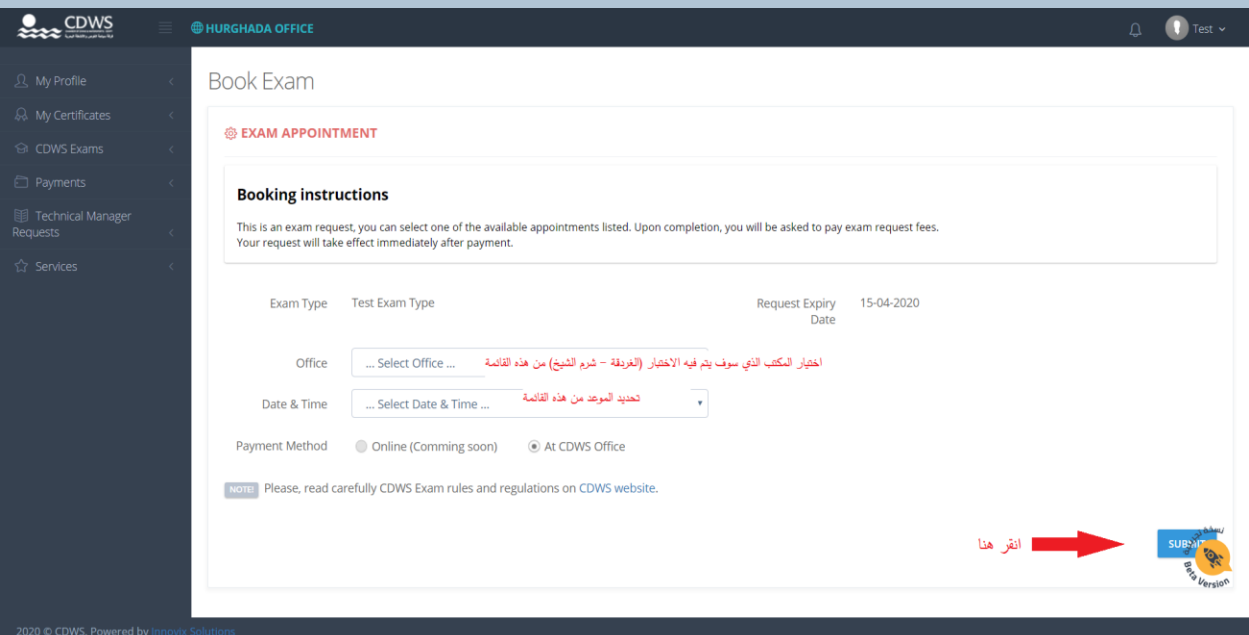 CDWS
HURGHADA OFFICE
Test
My Profile
My Certificates
CDWS Exams
Payments
Technical Manager
Requests
Services
Book Exam
EXAM APPOINTMENT
Booking instructions
This is an exam request, you can select one of the available appointments listed. Upon completion, you will be asked to pay exam request fees.
Your request will take effect immediately after payment.
Exam Type Test Exam Type
Request Expiry 15-04-2020
Date
Office ... Select Office ... اختيار المكتب الذي سوف يتم فيه الاختبار (الغردقة - شرم الشيخ) من هذه القائمة
Date & Time ... Select Date & Time ... تحديد الموعد من هذه القائمة
Payment Method Online (Comming soon) At CDWS Office
NOTE! Please, read carefully CDWS Exam rules and regulations on CDWS website.
انقر هنا
SUBMIT
نسخة تجريبية
Beta Version
2020 © CDWS. Powered by Innovix Solutions